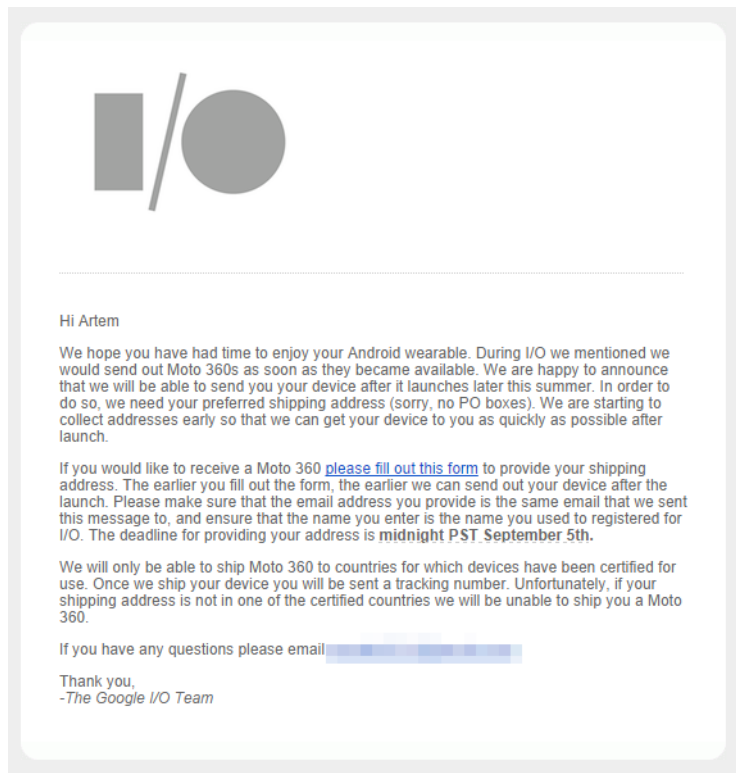 I/O
Hi Artem
We hope you have had time to enjoy your Android wearable. During I/O we mentioned we
would send out Moto 360s as soon as they became available. We are happy to announce
that we will be able to send you your device after it launches later this summer. In order to
do so, we need your preferred shipping address (sorry, no PO boxes). We are starting to
collect addresses early so that we can get your device to you as quickly as possible after
launch.
If you would like to receive a Moto 360 please fill out this form to provide your shipping
address. The earlier you fill out the form, the earlier we can send out your device after the
launch. Please make sure that the email address you provide is the same email that we sent
this message to, and ensure that the name you enter is the name you used to registered for
I/O. The deadline for providing your address is midnight PST September 5th.
We will only be able to ship Moto 360 to countries for which devices have been certified for
use. Once we ship your device you will be sent a tracking number. Unfortunately, if your
shipping address is not in one of the certified countries we will be unable to ship you a Moto
360.
If you have any questions please email
Thank you,
-The Google I/O Team